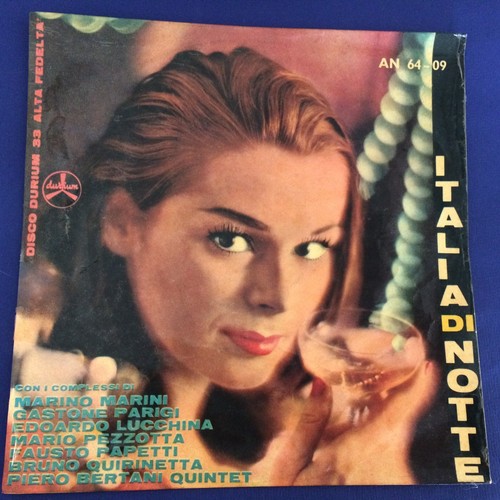 AN 64-09
DISCO DURIUM 33 ALTA FEDELTA'
durium
ITALIA DI NOTTE
CON I COMPLESSI DI
MARINO MARINI
GASTONE PARIGI
EDOARDO LUCCHINA
MARIO PEZZOTTA
FAUSTO PAPETTI
BRUNO QUIRINETTA
PIERO BERTANI QUINTET